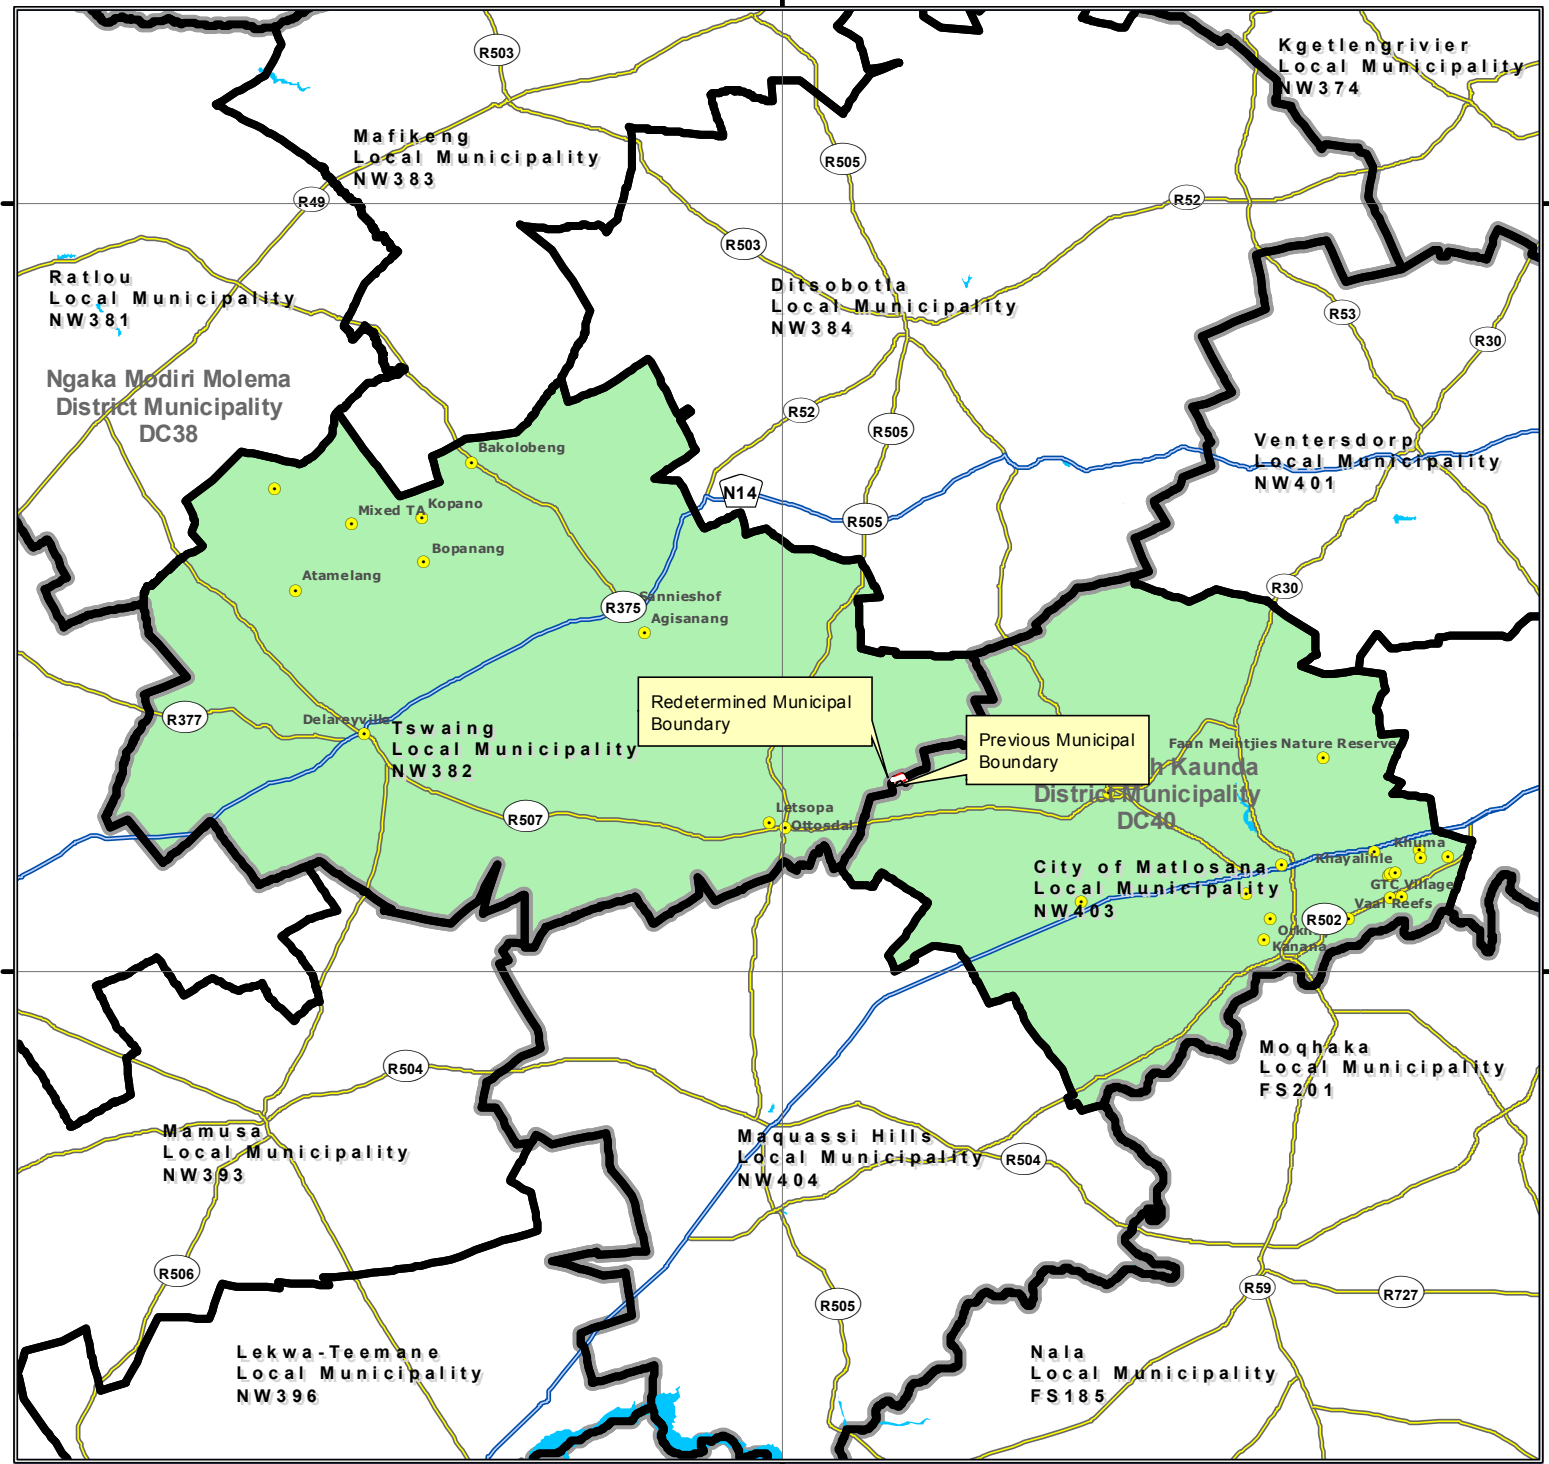 R503
Kgetlengrivier
Local Municipality
NW374
Mafikeng
Local Municipality
NW383
R505
R49
R52
R503
Ratlou
Local Municipality
NW381
Ditsobotla
Local Municipality
NW384
R53
R30
Ngaka Modiri Molema
District Municipality
DC38
R52
R505
Ventersdorp
Local Municipality
NW401
Bakolobeng
N14
Mixed TA
Kopano
R505
Bopanang
Atamelang
R30
R375
Sannieshof
Agisanang
Redetermined Municipal
Boundary
R377
Delareyville
Tswaing
Local Municipality
NW382
Previous Municipal
Boundary
Faan Meintjies Nature Reserve
Kaunda
District Municipality
DC40
R507
Letsopa
Ottosdal
Khuma
Khayalihle
City of Matlosana
Local Municipality
NW403
GTC Village
Vaal Reefs
R502
Kanana
Moqhaka
Local Municipality
FS201
R504
Mamusa
Local Municipality
NW393
Maquassi Hills
Local Municipality
NW404
R504
R506
R505
R59
R727
Lekwa-Teemane
Local Municipality
NW396
Nala
Local Municipality
FS185